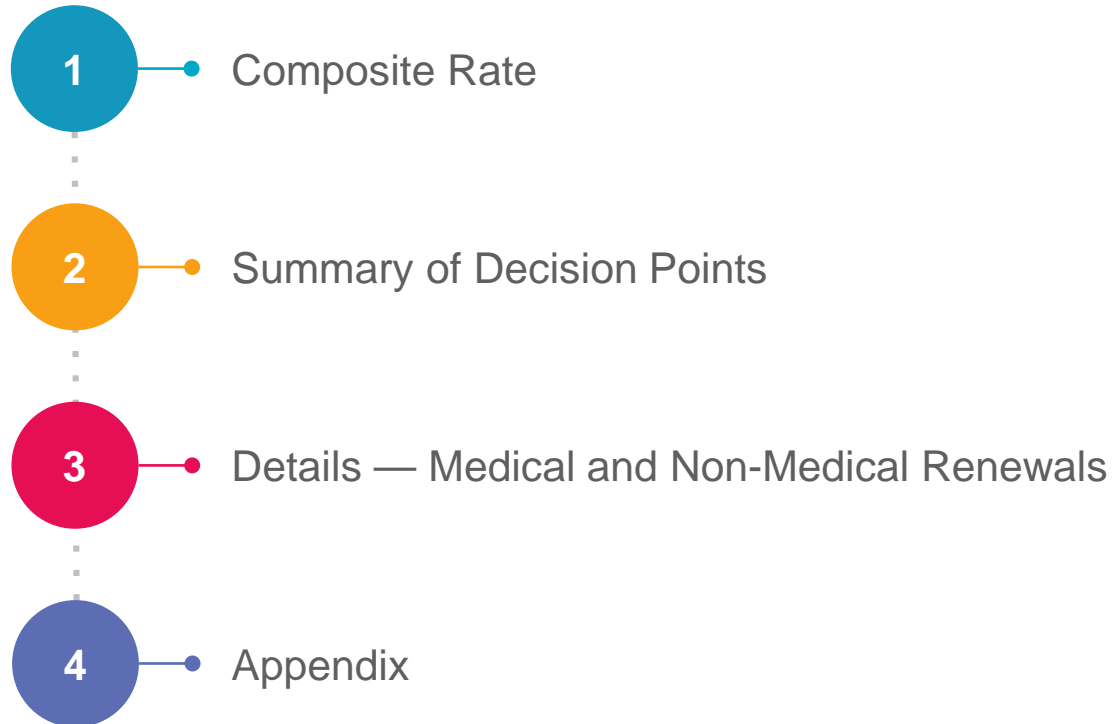 1 Composite Rate
2 Summary of Decision Points
3 Details — Medical and Non-Medical Renewals
4 Appendix